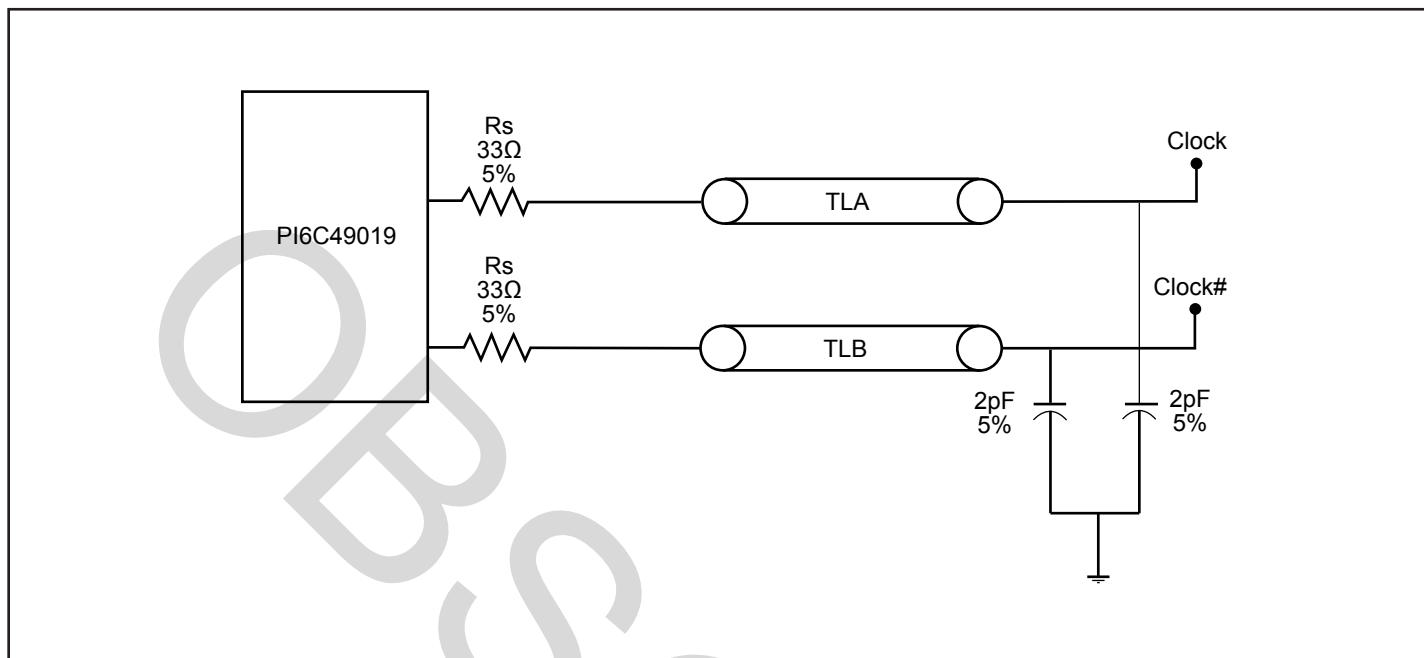 Rs
33Ω
5%
Clock
TLA
PI6C49019
Rs
33Ω
5%
Clock#
TLB
2pF
5%
2pF
5%
OBS